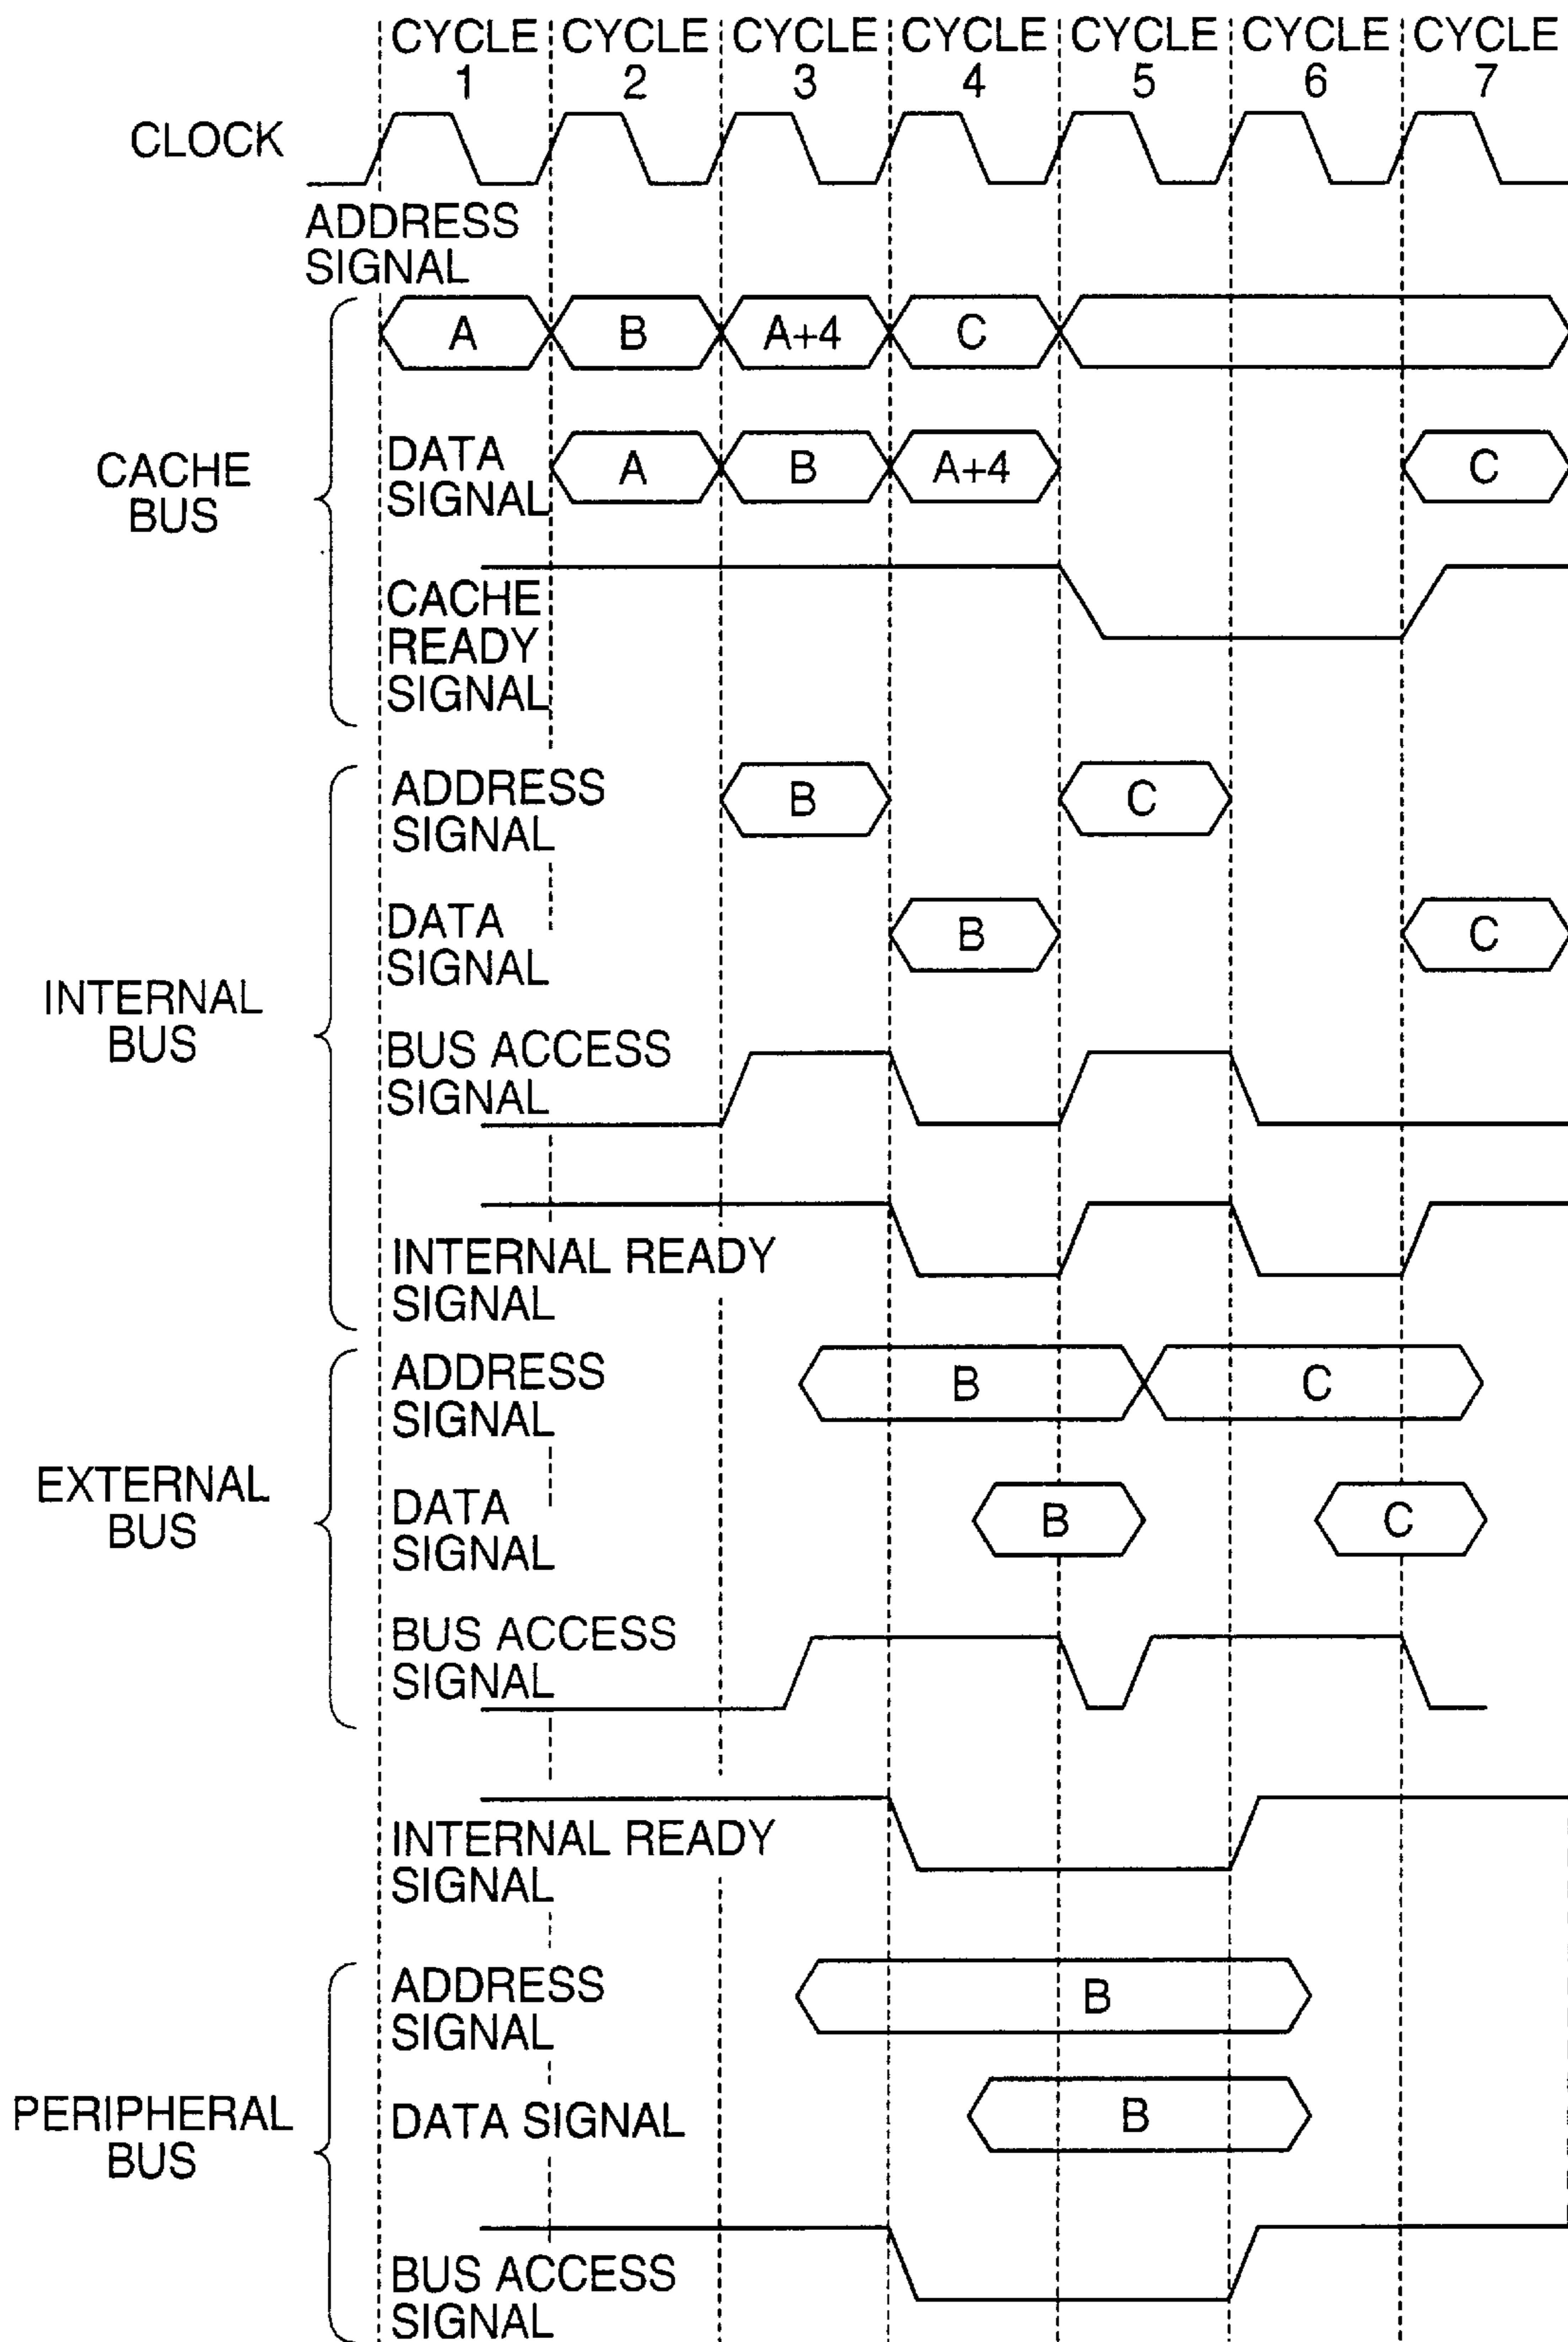 CYCLE CYCLE CYCLE CYCLE CYCLE CYCLE CYCLE
1 2 3 4 5 6 7
CLOCK
ADDRESS
SIGNAL
A B A+4 C
CACHE
BUS
DATA
SIGNAL
A B A+4 C
CACHE
READY
SIGNAL
INTERNAL
BUS
ADDRESS
SIGNAL
B C
DATA
SIGNAL
B C
BUS ACCESS
SIGNAL
INTERNAL READY
SIGNAL
EXTERNAL
BUS
ADDRESS
SIGNAL
B C
DATA
SIGNAL
B C
BUS ACCESS
SIGNAL
INTERNAL READY
SIGNAL
PERIPHERAL
BUS
ADDRESS
SIGNAL
B
DATA SIGNAL
B
BUS ACCESS
SIGNAL